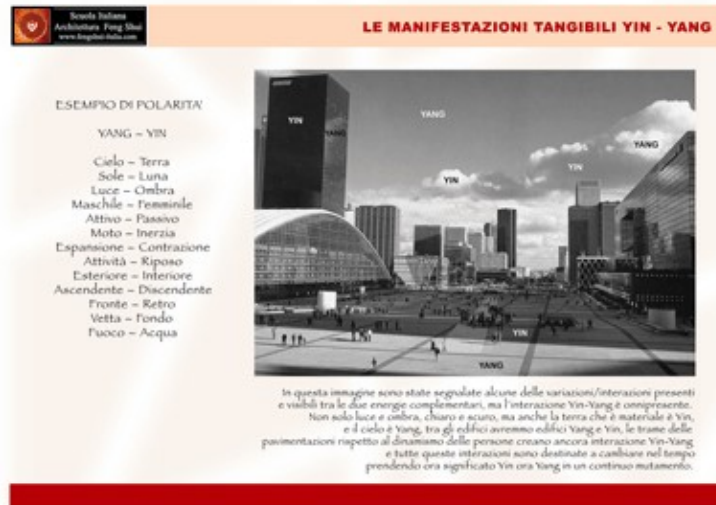 Scuola Italiana
Architettura Feng Shui
www.fengshui-italia.com
LE MANIFESTAZIONI TANGIBILI YIN - YANG
ESEMPIO DI POLARITA'
YANG – YIN
Cielo – Terra
Sole – Luna
Luce – Ombra
Maschile – Femminile
Attivo – Passivo
Moto – Inerzia
Espansione – Contrazione
Attività – Riposo
Esteriore – Interiore
Ascendente – Discendente
Fronte – Retro
Vetta – Fondo
Fuoco – Acqua
YIN
YANG
YANG
YANG
YIN
YIN
YIN
YANG
In questa immagine sono state segnalate alcune delle variazioni/interazioni presenti
e visibili tra le due energie complementari, ma l'interazione Yin-Yang è onnipresente.
Non solo luce e ombra, chiaro e scuro, ma anche la terra che è materiale è Yin,
e il cielo è Yang, tra gli edifici avremmo edifici Yang e Yin, le trame delle
pavimentazioni rispetto al dinamismo delle persone creano ancora interazione Yin-Yang
e tutte queste interazioni sono destinate a cambiare nel tempo
prendendo ora significato Yin ora Yang in un continuo mutamento.